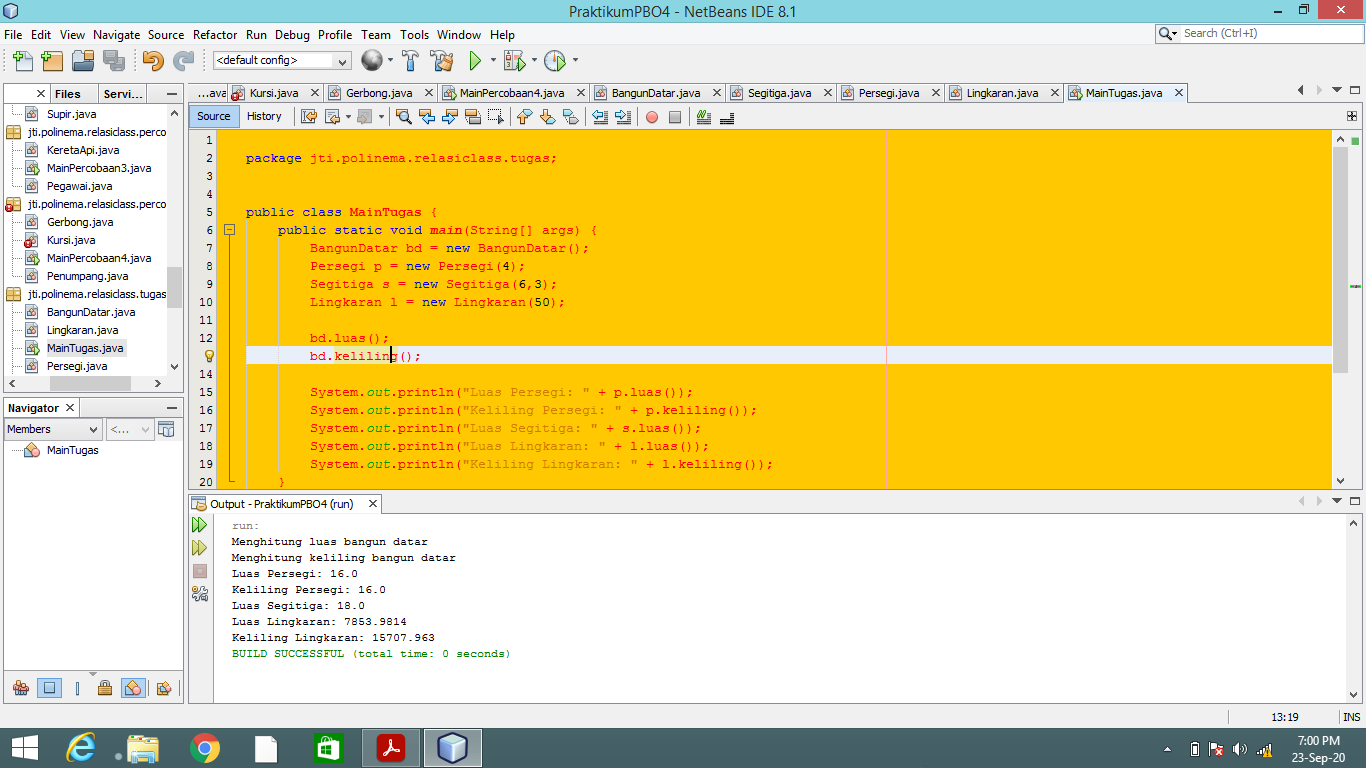 PraktikumPBO4 - NetBeans IDE 8.1
File Edit View Navigate Source Refactor Run Debug Profile Team Tools Window Help
Search (Ctrl+I)
<default config>
Files Servi...
...ava Kursi.java Gerbong.java MainPercobaan4.java BangunDatar.java Segitiga.java Persegi.java Lingkaran.java MainTugas.java
Source History
Supir.java
jti.polinema.relasiclass.perco
KeretaApi.java
MainPercobaan3.java
Pegawai.java
jti.polinema.relasiclass.perco
Gerbong.java
Kursi.java
MainPercobaan4.java
Penumpang.java
jti.polinema.relasiclass.tugas
BangunDatar.java
Lingkaran.java
MainTugas.java
Persegi.java
Navigator
Members <...
MainTugas
1
2 package jti.polinema.relasiclass.tugas;
3
4
5 public class MainTugas {
6 public static void main(String[] args) {
7 BangunDatar bd = new BangunDatar();
8 Persegi p = new Persegi(4);
9 Segitiga s = new Segitiga(6,3);
10 Lingkaran l = new Lingkaran(50);
11
12 bd.luas();
bd.keliling();
14
15 System.out.println("Luas Persegi: " + p.luas());
16 System.out.println("Keliling Persegi: " + p.keliling());
17 System.out.println("Luas Segitiga: " + s.luas());
18 System.out.println("Luas Lingkaran: " + l.luas());
19 System.out.println("Keliling Lingkaran: " + l.keliling());
20 }
Output - PraktikumPBO4 (run)
run:
Menghitung luas bangun datar
Menghitung keliling bangun datar
Luas Persegi: 16.0
Keliling Persegi: 16.0
Luas Segitiga: 18.0
Luas Lingkaran: 7853.9814
Keliling Lingkaran: 15707.963
BUILD SUCCESSFUL (total time: 0 seconds)
13:19 INS
7:00 PM
23-Sep-20